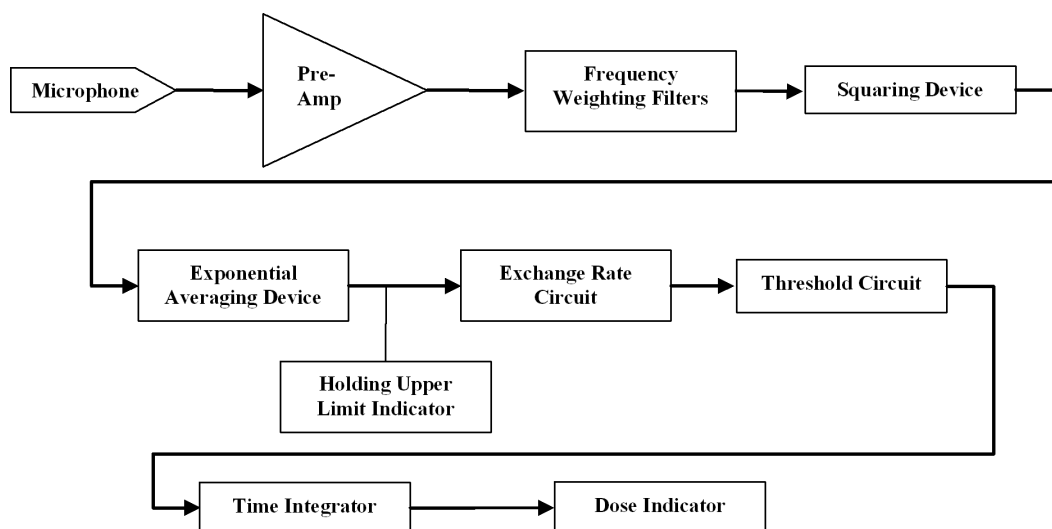 Microphone
Pre-
Amp
Frequency
Weighting Filters
Squaring Device
Exponential
Averaging Device
Exchange Rate
Circuit
Threshold Circuit
Holding Upper
Limit Indicator
Time Integrator
Dose Indicator